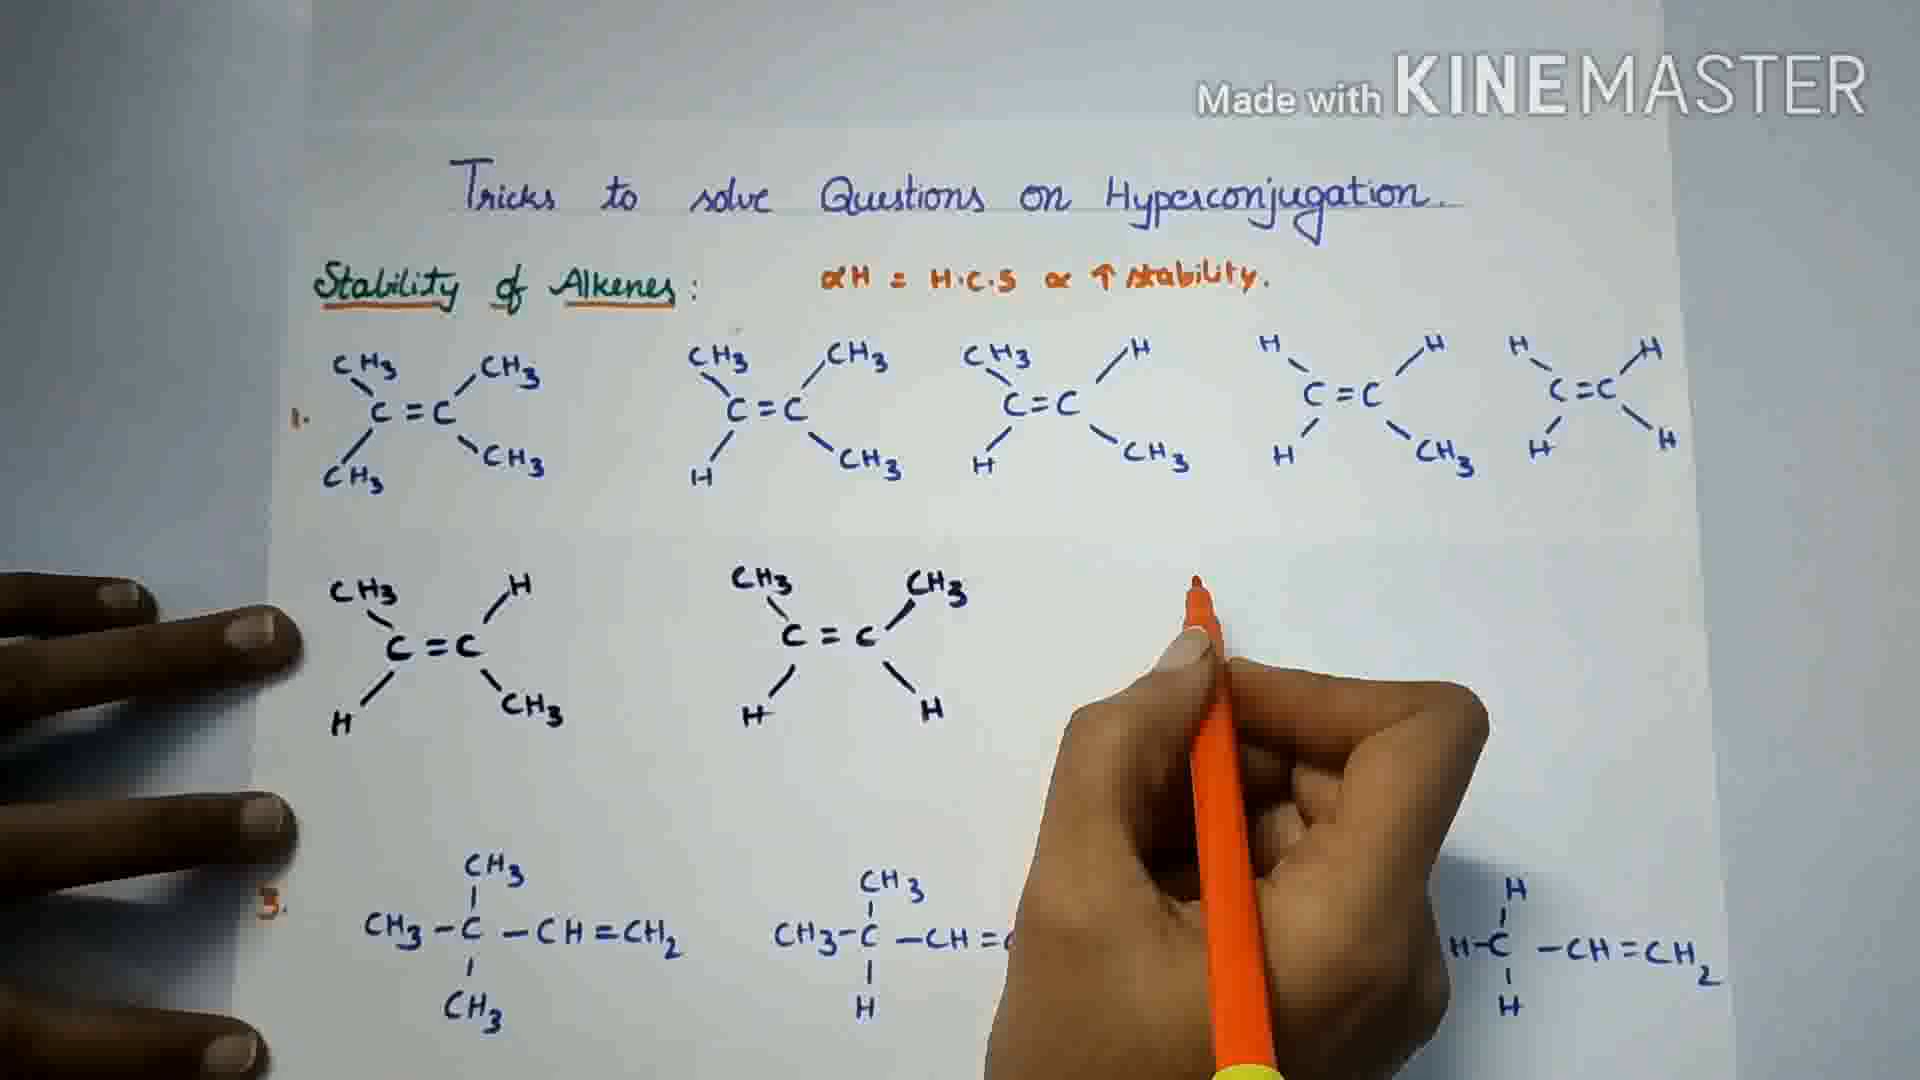 Made with KINEMASTER
Tricks to solve Questions on Hyperconjugation.
Stability of Alkenes: αH = H.C.S ∝ ↑ stability.
CH3 CH3 CH3 CH3 CH3 H H H H H
1. C=C C=C C=C C=C C=C
CH3 CH3 H CH3 H CH3 H CH3 H H
CH3 H CH3 CH3
C=C C=C
H CH3 H H
CH3 CH3 H
3. CH3-C-CH=CH2 CH3-C-CH= H-C-CH=CH2
CH3 H H